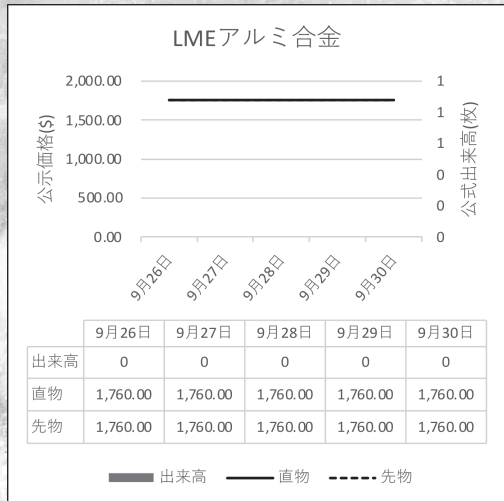 LMEアルミ合金
公示価格($)
2,000.00
1,500.00
1,000.00
500.00
0.00
1
1
1
0
0
0
公式出来高(枚)
9月26日 9月27日 9月28日 9月29日 9月30日
9月26日 9月27日 9月28日 9月29日 9月30日
出来高 0 0 0 0 0
直物 1,760.00 1,760.00 1,760.00 1,760.00 1,760.00
先物 1,760.00 1,760.00 1,760.00 1,760.00 1,760.00
出来高 直物 先物